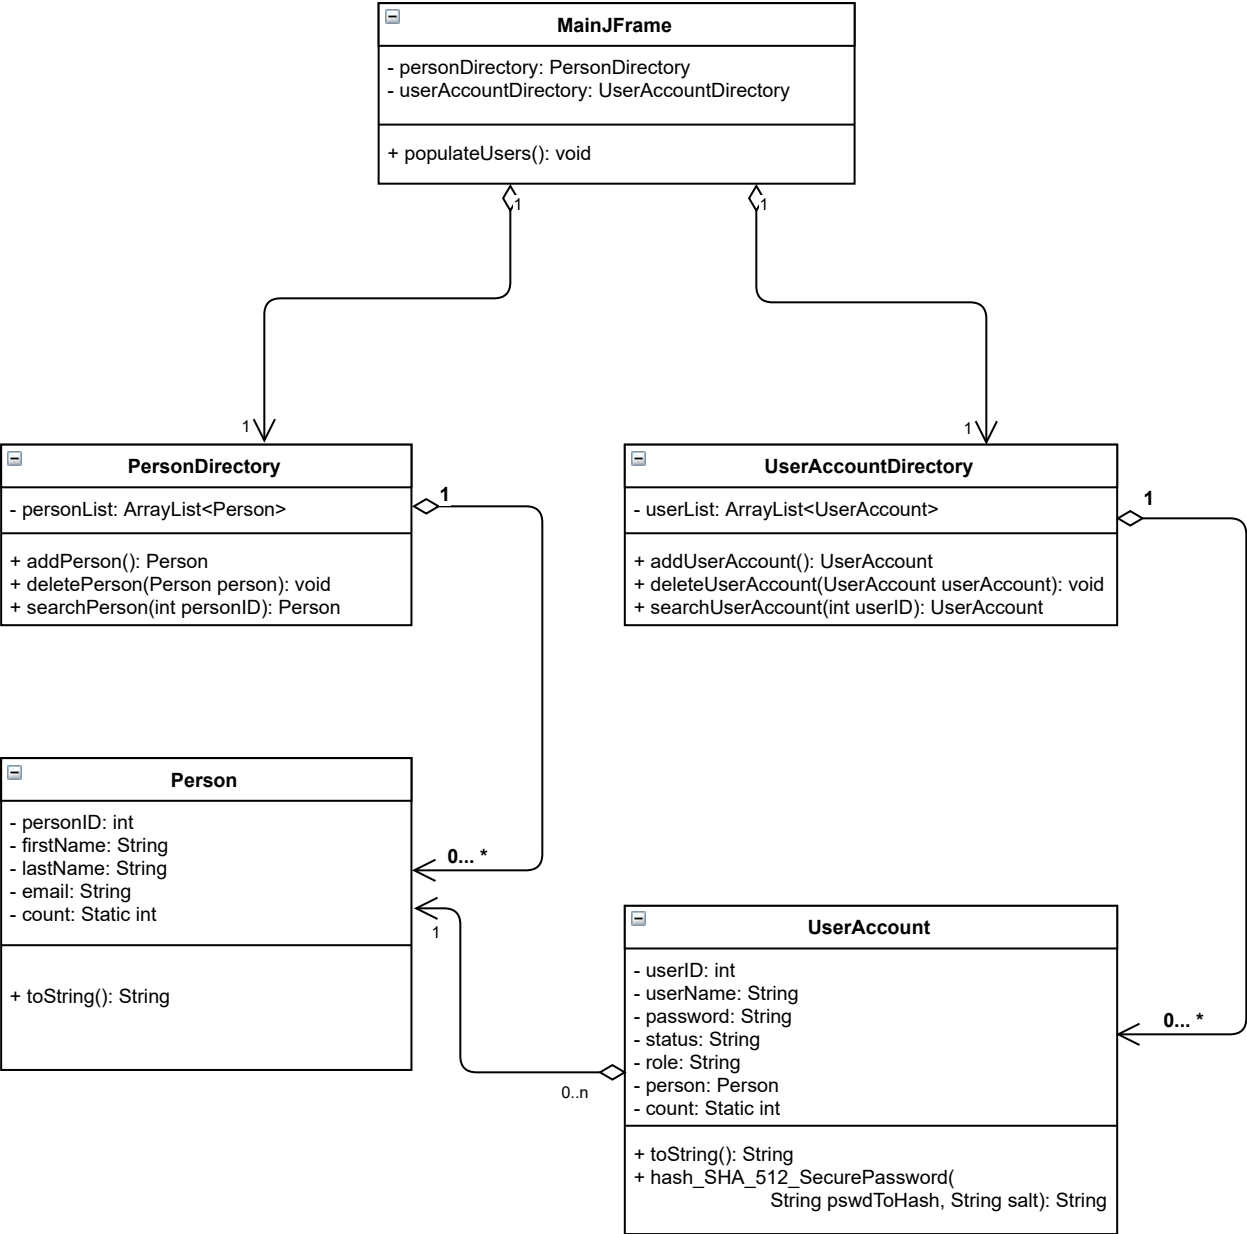 MainJFrame
- personDirectory: PersonDirectory
- userAccountDirectory: UserAccountDirectory
+ populateUsers(): void
1
1
1
1
PersonDirectory
- personList: ArrayList<Person>
+ addPerson(): Person
+ deletePerson(Person person): void
+ searchPerson(int personID): Person
1
UserAccountDirectory
- userList: ArrayList<UserAccount>
+ addUserAccount(): UserAccount
+ deleteUserAccount(UserAccount userAccount): void
+ searchUserAccount(int userID): UserAccount
1
Person
- personID: int
- firstName: String
- lastName: String
- email: String
- count: Static int
+ toString(): String
0... *
1
0..n
UserAccount
- userID: int
- userName: String
- password: String
- status: String
- role: String
- person: Person
- count: Static int
+ toString(): String
+ hash_SHA_512_SecurePassword(
String pswdToHash, String salt): String
0... *